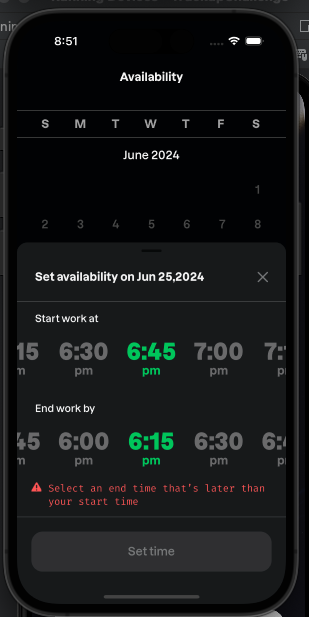 8:51
Availability
S M T W T F S
June 2024
1
2 3 4 5 6 7 8
Set availability on Jun 25,2024
Start work at
15 6:30 6:45 7:00 7:
m pm pm pm
End work by
45 6:00 6:15 6:30 6:4
m pm pm pm
Select an end time that's later than
your start time
Set time